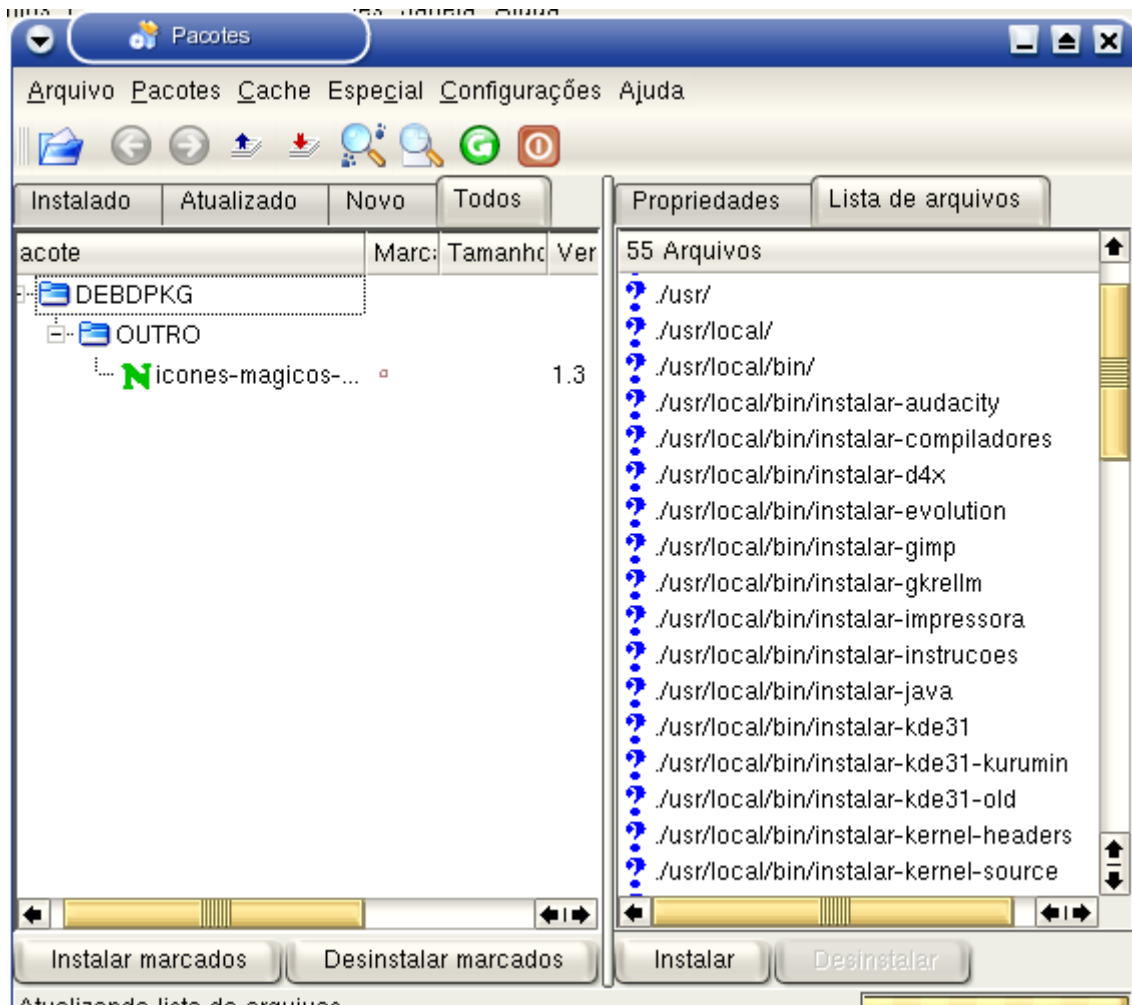 Pacotes
Arquivo Pacotes Cache Especial Configurações Ajuda
Instalado Atualizado Novo Todos
acote Marc Tamanho Ver
DEBDPKG
OUTRO
icones-magicos-... 1.3
Instalar marcados Desinstalar marcados
Propriedades Lista de arquivos
55 Arquivos
./usr/
./usr/local/
./usr/local/bin/
./usr/local/bin/instalar-audacity
./usr/local/bin/instalar-compiladores
./usr/local/bin/instalar-d4x
./usr/local/bin/instalar-evolution
./usr/local/bin/instalar-gimp
./usr/local/bin/instalar-gkrellm
./usr/local/bin/instalar-impressora
./usr/local/bin/instalar-instrucoes
./usr/local/bin/instalar-java
./usr/local/bin/instalar-kde31
./usr/local/bin/instalar-kde31-kurumin
./usr/local/bin/instalar-kde31-old
./usr/local/bin/instalar-kernel-headers
./usr/local/bin/instalar-kernel-source
Instalar Desinstalar
Atualizando lista de arquivos